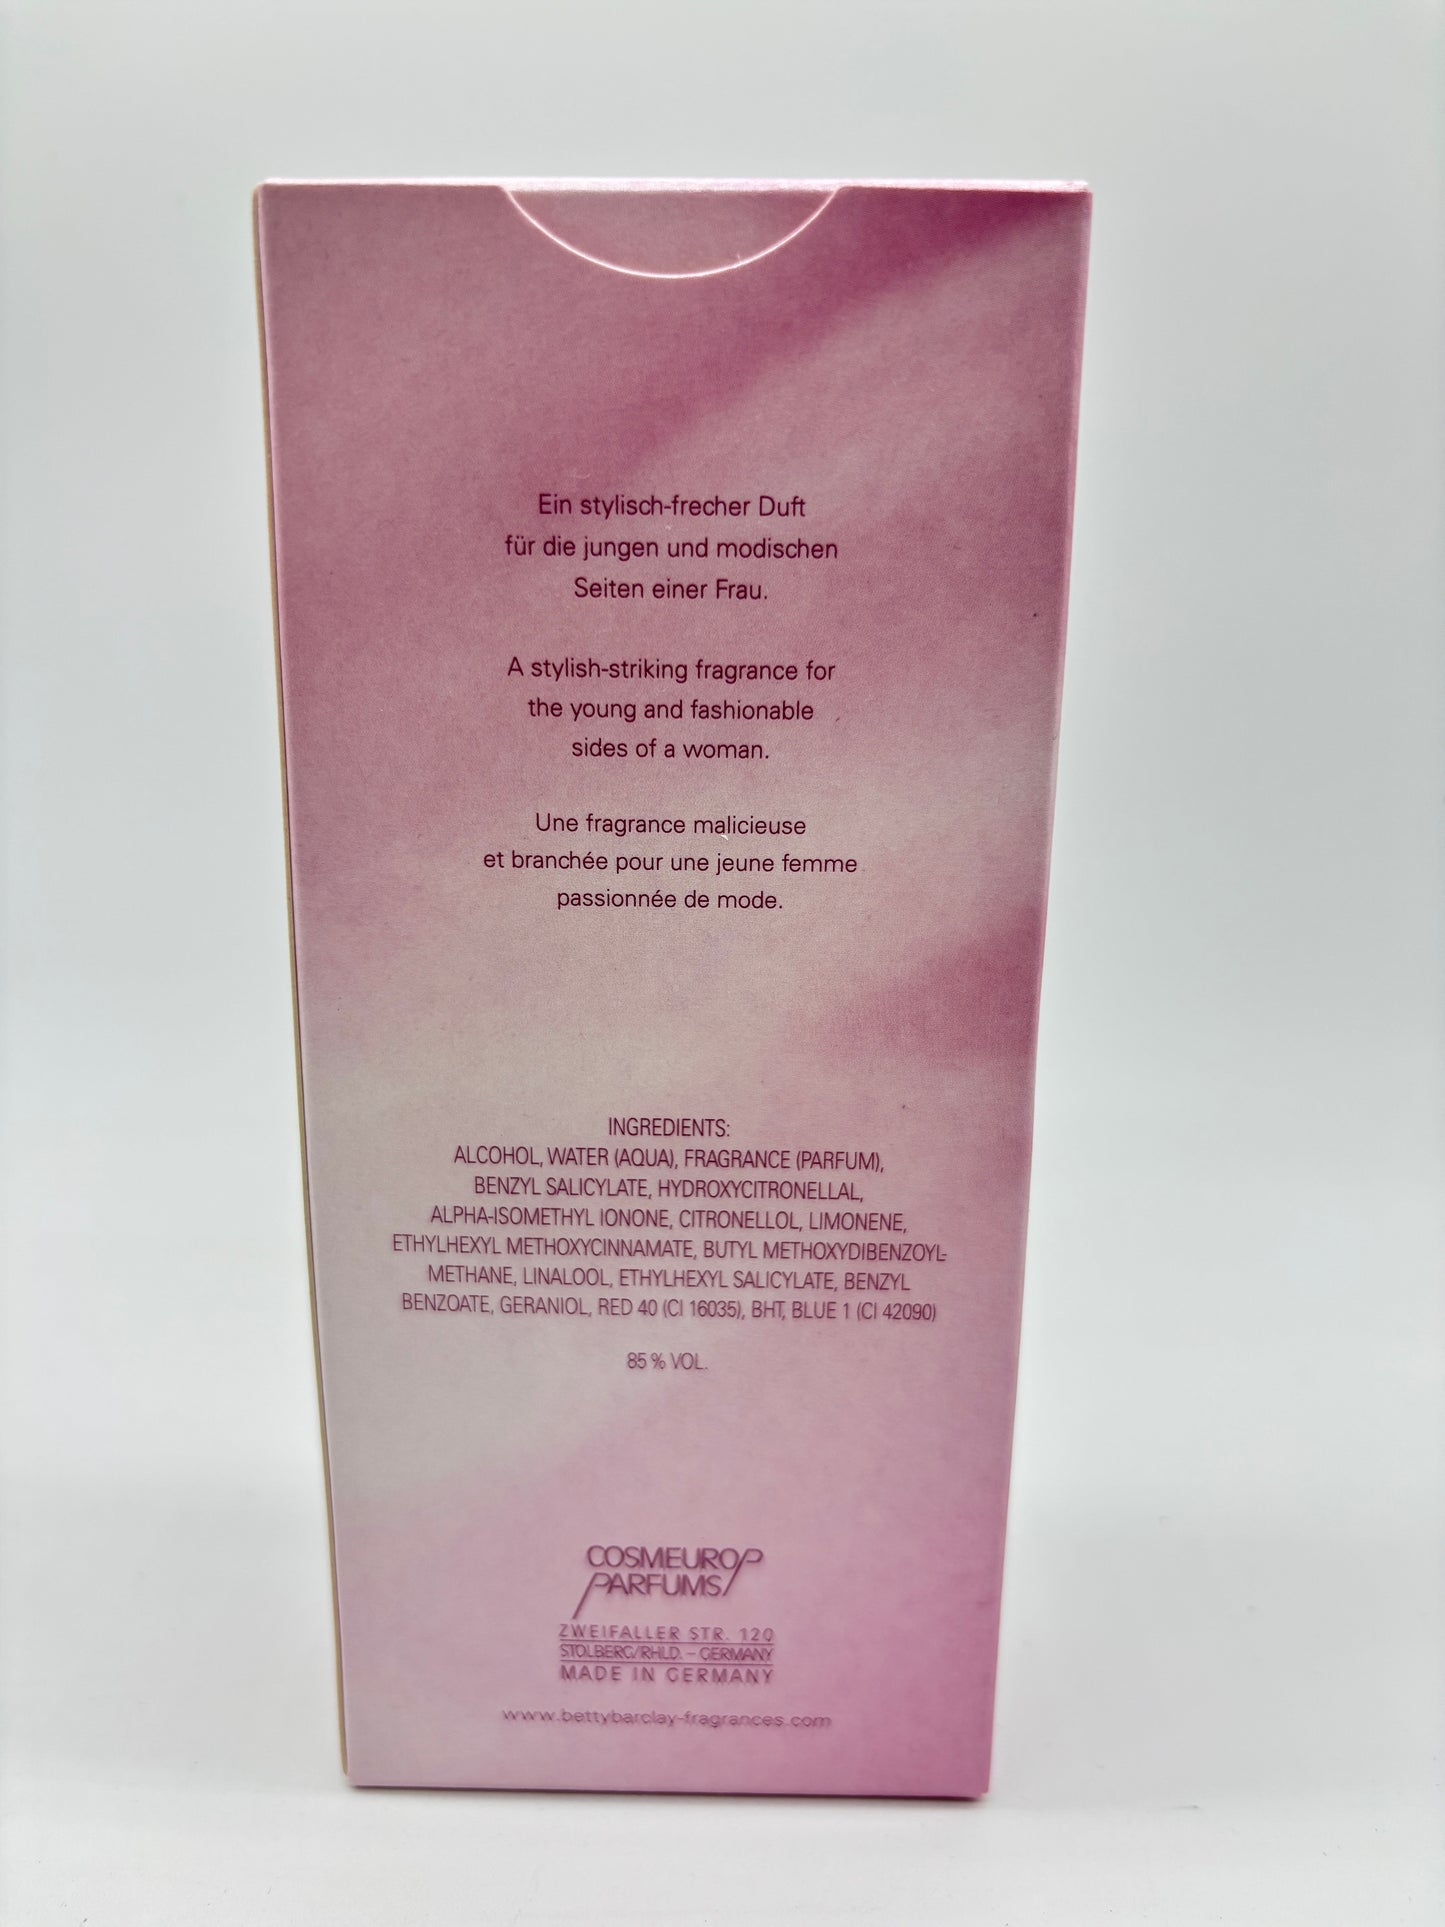 Ein stylisch-frecher Duft
für die jungen und modischen
Seiten einer Frau.
A stylish-striking fragrance for
the young and fashionable
sides of a woman.
Une fragrance malicieuse
et branchée pour une jeune femme
passionnée de mode.
INGREDIENTS:
ALCOHOL, WATER (AQUA), FRAGRANCE (PARFUM),
BENZYL SALICYLATE, HYDROXYCITRONELLAL,
ALPHA-ISOMETHYL IONONE, CITRONELLOL, LIMONENE,
ETHYLHEXYL METHOXYCINNAMATE, BUTYL METHOXYDIBENZOYL-
METHANE, LINALOOL, ETHYLHEXYL SALICYLATE, BENZYL
BENZOATE, GERANIOL, RED 40 (CI 16035), BHT, BLUE 1 (CI 42090)
85 % VOL.
COSMEUROP
PARFUMS
ZWEIFALLER STR. 120
STOLBERG/RHLD. – GERMANY
MADE IN GERMANY
www.bettybarclay-fragrances.com